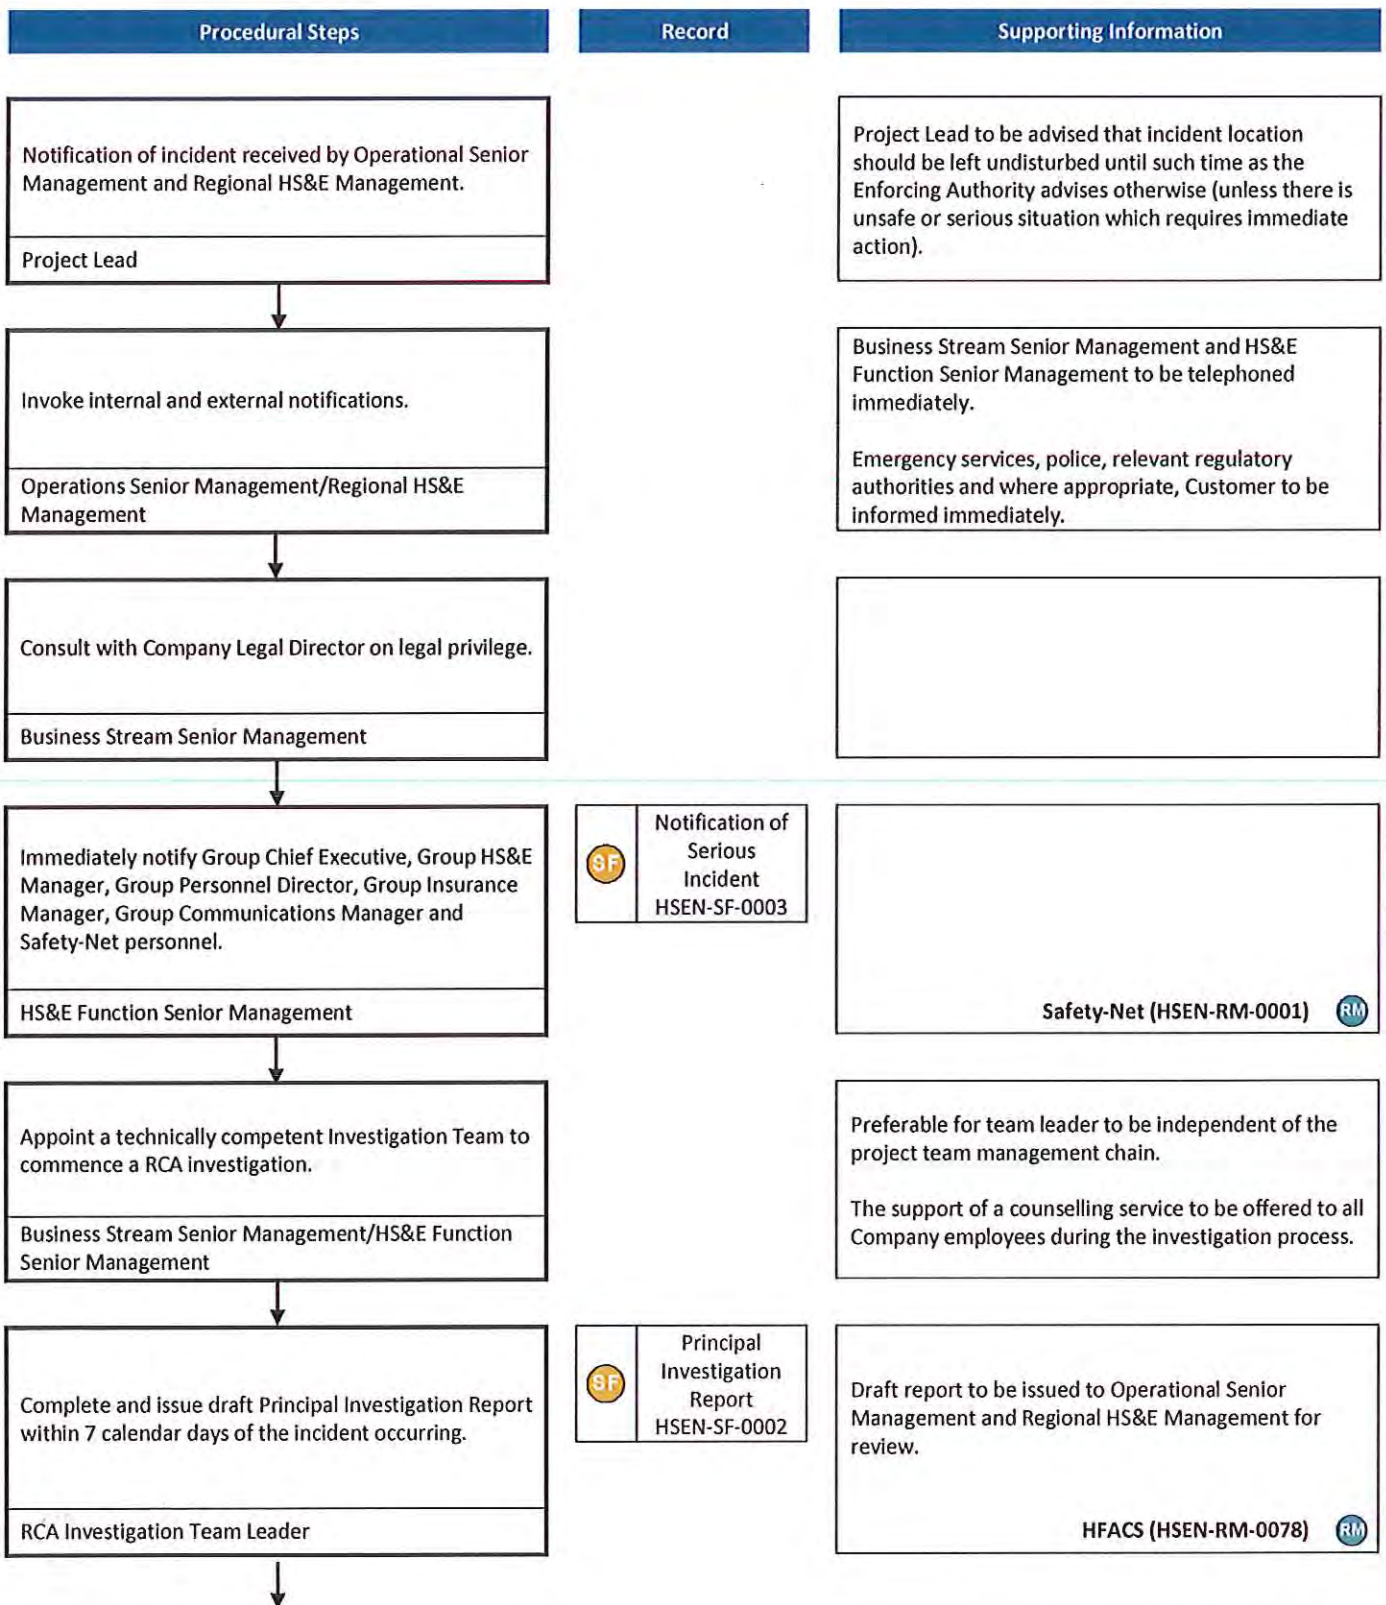 Procedural Steps
Record
Supporting Information
Notification of incident received by Operational Senior
Management and Regional HS&E Management.
Project Lead
Project Lead to be advised that incident location
should be left undisturbed until such time as the
Enforcing Authority advises otherwise (unless there is
unsafe or serious situation which requires immediate
action).
Invoke internal and external notifications.
Operations Senior Management/Regional HS&E
Management
Business Stream Senior Management and HS&E
Function Senior Management to be telephoned
immediately.
Emergency services, police, relevant regulatory
authorities and where appropriate, Customer to be
informed immediately.
Consult with Company Legal Director on legal privilege.
Business Stream Senior Management
Immediately notify Group Chief Executive, Group HS&E
Manager, Group Personnel Director, Group Insurance
Manager, Group Communications Manager and
Safety-Net personnel.
HS&E Function Senior Management
SF
Notification of
Serious
Incident
HSEN-SF-0003
Safety-Net (HSEN-RM-0001)
RM
Appoint a technically competent Investigation Team to
commence a RCA investigation.
Business Stream Senior Management/HS&E Function
Senior Management
Preferable for team leader to be independent of the
project team management chain.
The support of a counselling service to be offered to all
Company employees during the investigation process.
Complete and issue draft Principal Investigation Report
within 7 calendar days of the incident occurring.
RCA Investigation Team Leader
SF
Principal
Investigation
Report
HSEN-SF-0002
Draft report to be issued to Operational Senior
Management and Regional HS&E Management for
review.
HFACS (HSEN-RM-0078)
RM